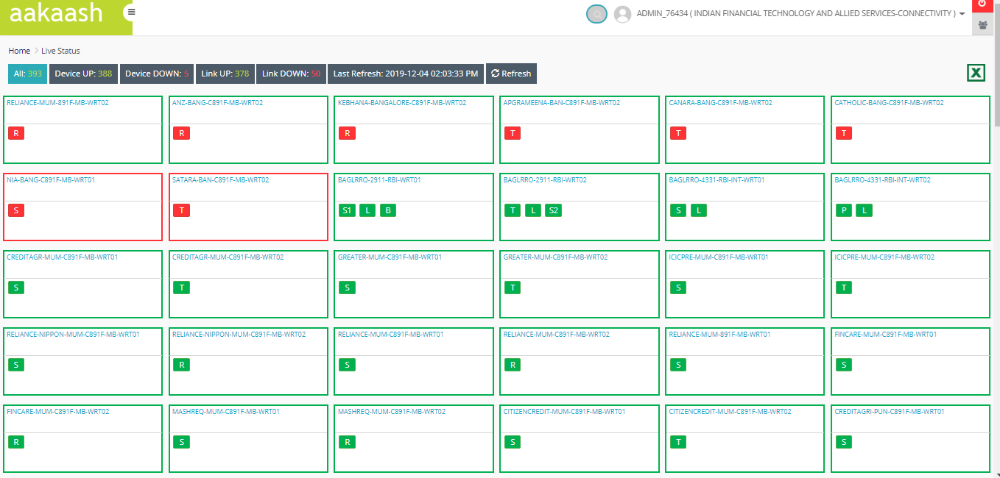 aakaash
ADMIN_76434 ( INDIAN FINANCIAL TECHNOLOGY AND ALLIED SERVICES-CONNECTIVITY )
Home > Live Status
All: 393 Device UP: 388 Device DOWN: 5 Link UP: 378 Link DOWN: 50 Last Refresh: 2019-12-04 02:03:33 PM Refresh
RELIANCE-MUM-891F-MB-WRT02 ANZ-BANG-C891F-MB-WRT02 KEBHANA-BANGALORE-C891F-MB-WRT02 APGRAMEENA-BAN-C891F-MB-WRT02 CANARA-BANG-C891F-MB-WRT02 CATHOLIC-BANG-C891F-MB-WRT02
R R R T T T
NIA-BANG-C891F-MB-WRT01 SATARA-BAN-C891F-MB-WRT02 BAGLRRO-2911-RBI-WRT01 BAGLRRO-2911-RBI-WRT02 BAGLRRO-4331-RBI-INT-WRT01 BAGLRRO-4331-RBI-INT-WRT02
S T S1 L B T L S2 S L P L
CREDITAGR-MUM-C891F-MB-WRT01 CREDITAGR-MUM-C891F-MB-WRT02 GREATER-MUM-C891F-MB-WRT01 GREATER-MUM-C891F-MB-WRT02 ICICPRE-MUM-C891F-MB-WRT01 ICICPRE-MUM-C891F-MB-WRT02
S T S T S T
RELIANCE-NIPPON-MUM-C891F-MB-WRT01 RELIANCE-NIPPON-MUM-C891F-MB-WRT02 RELIANCE-MUM-C891F-MB-WRT01 RELIANCE-MUM-C891F-MB-WRT02 RELIANCE-MUM-891F-MB-WRT01 FINCARE-MUM-C891F-MB-WRT01
S R S R S S
FINCARE-MUM-C891F-MB-WRT02 MASHREQ-MUM-C891F-MB-WRT01 MASHREQ-MUM-C891F-MB-WRT02 CITIZENCREDIT-MUM-C891F-MB-WRT01 CITIZENCREDIT-MUM-C891F-MB-WRT02 CREDITAGRI-PUN-C891F-MB-WRT01
R S R S T S